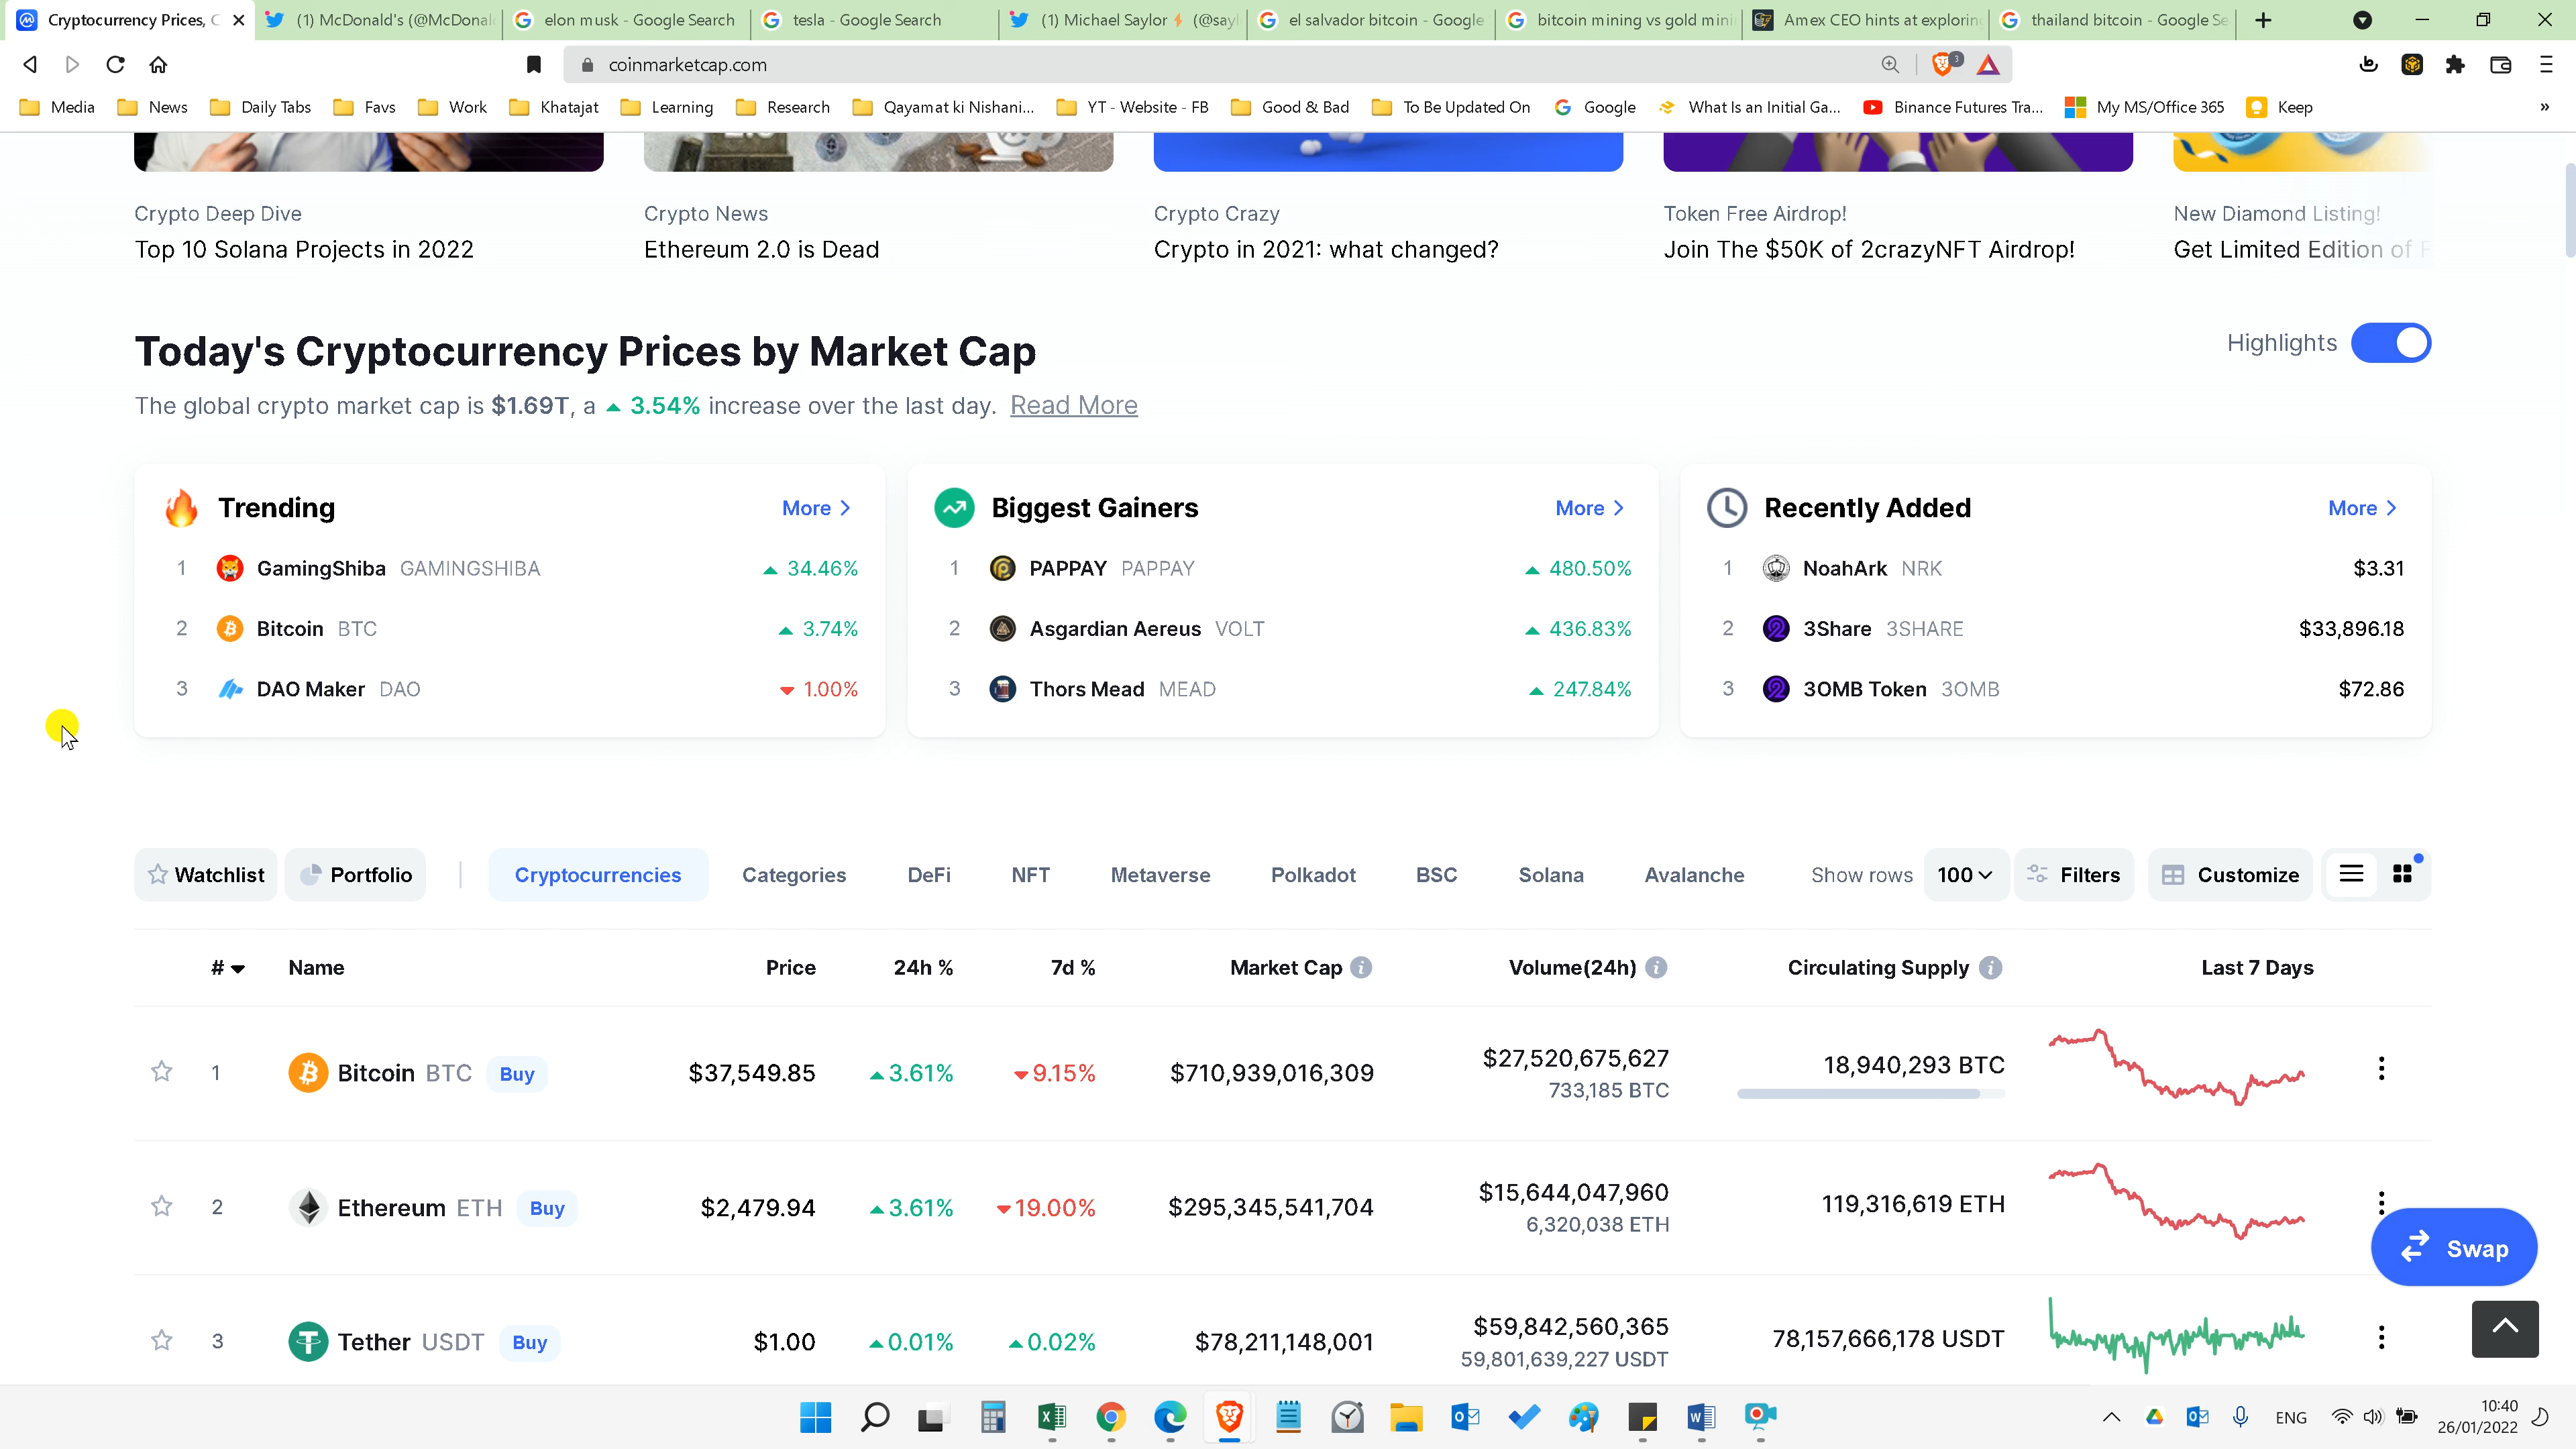 Cryptocurrency Prices, C
(1) McDonald's (@McDonal
elon musk - Google Search
tesla - Google Search
(1) Michael Saylor (@sayl
el salvador bitcoin - Google
bitcoin mining vs gold mini
Amex CEO hints at explorin
thailand bitcoin - Google Se
coinmarketcap.com
3
Media
News
Daily Tabs
Favs
Work
Khatajat
Learning
Research
Qayamat ki Nishani...
YT - Website - FB
Good & Bad
To Be Updated On
Google
What Is an Initial Ga...
Binance Futures Tra...
My MS/Office 365
Keep
»
Crypto Deep Dive
Top 10 Solana Projects in 2022
Crypto News
Ethereum 2.0 is Dead
Crypto Crazy
Crypto in 2021: what changed?
Token Free Airdrop!
Join The $50K of 2crazyNFT Airdrop!
New Diamond Listing!
Get Limited Edition of F
Today's Cryptocurrency Prices by Market Cap
Highlights
The global crypto market cap is $1.69T, a 3.54% increase over the last day. Read More
Trending More
1 GamingShiba GAMINGSHIBA 34.46%
2 Bitcoin BTC 3.74%
3 DAO Maker DAO 1.00%
Biggest Gainers More
1 PAPPAY PAPPAY 480.50%
2 Asgardian Aereus VOLT 436.83%
3 Thors Mead MEAD 247.84%
Recently Added More
1 NoahArk NRK $3.31
2 3Share 3SHARE $33,896.18
3 3OMB Token 3OMB $72.86
Watchlist Portfolio Cryptocurrencies Categories DeFi NFT Metaverse Polkadot BSC Solana Avalanche Show rows 100 Filters Customize
# Name Price 24h % 7d % Market Cap Volume(24h) Circulating Supply Last 7 Days
1 Bitcoin BTC Buy $37,549.85 3.61% 9.15% $710,939,016,309 $27,520,675,627 18,940,293 BTC
733,185 BTC
2 Ethereum ETH Buy $2,479.94 3.61% 19.00% $295,345,541,704 $15,644,047,960 119,316,619 ETH
6,320,038 ETH
Swap
3 Tether USDT Buy $1.00 0.01% 0.02% $78,211,148,001 $59,842,560,365 78,157,666,178 USDT
59,801,639,227 USDT
ENG
10:40
26/01/2022